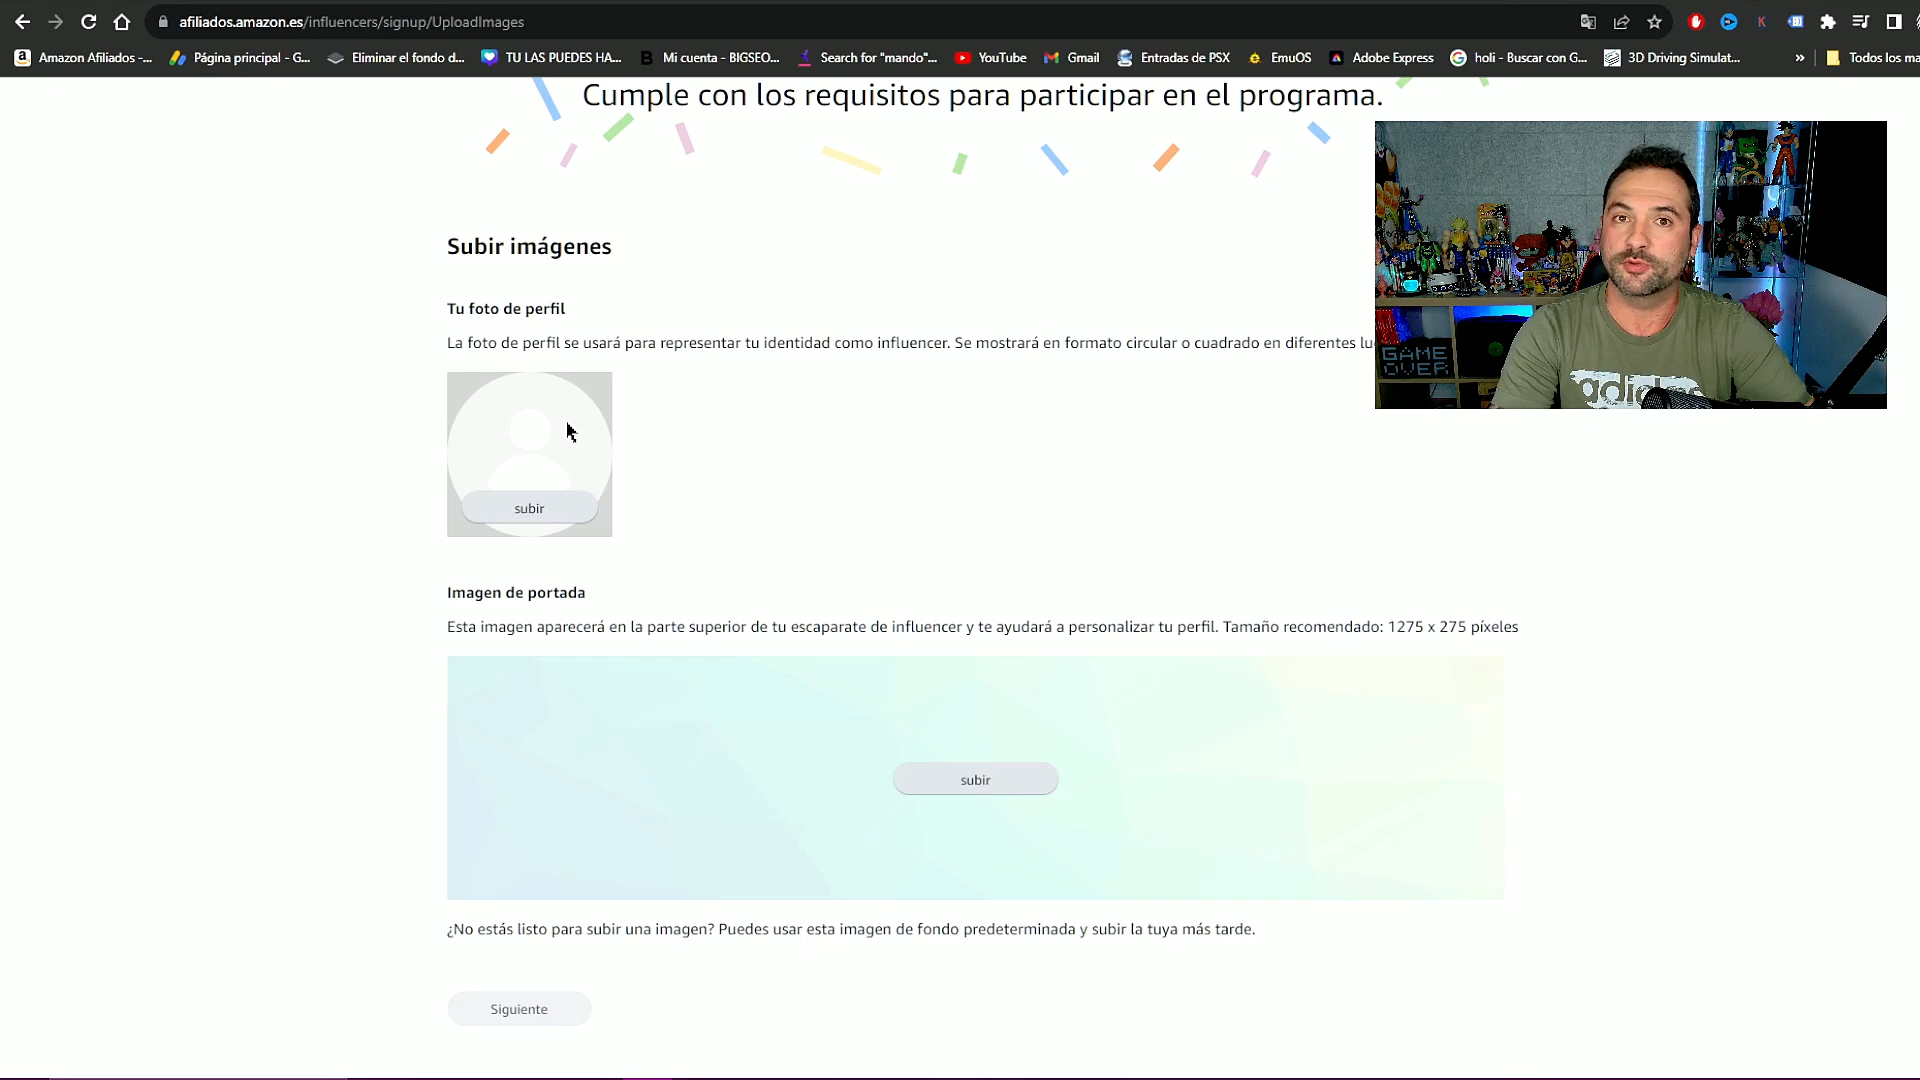 afiliados.amazon.es/influencers/signup/UploadImages
Amazon Afiliados -...
Página principal - G...
Eliminar el fondo d...
TU LAS PUEDES HA...
Mi cuenta - BIGSEO...
Search for "mando"...
YouTube
Gmail
Entradas de PSX
EmuOS
Adobe Express
holi - Buscar con G...
3D Driving Simulat...
»
Todos los ma
Cumple con los requisitos para participar en el programa.
Subir imágenes
Tu foto de perfil
La foto de perfil se usará para representar tu identidad como influencer. Se mostrará en formato circular o cuadrado en diferentes lu
GAME
OVER
adidas
subir
Imagen de portada
Esta imagen aparecerá en la parte superior de tu escaparate de influencer y te ayudará a personalizar tu perfil. Tamaño recomendado: 1275 x 275 píxeles
subir
¿No estás listo para subir una imagen? Puedes usar esta imagen de fondo predeterminada y subir la tuya más tarde.
Siguiente